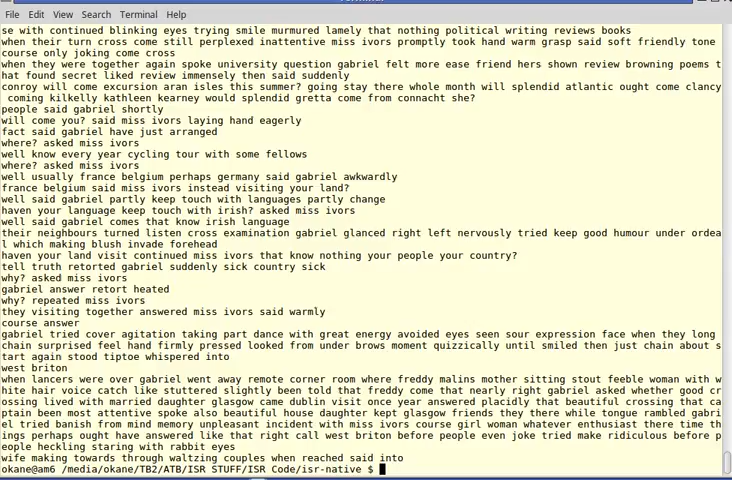 File Edit View Search Terminal Help
se with continued blinking eyes trying smile murmured lamely that nothing political writing reviews books
when their turn cross come still perplexed inattentive miss ivors promptly took hand warm grasp said soft friendly tone
course only joking come cross
when they were together again spoke university question gabriel felt more ease friend hers shown review browning poems t
hat found secret liked review immensely then said suddenly
conroy will come excursion aran isles this summer? going stay there whole month will splendid atlantic ought come clancy
 coming kilkelly kathleen kearney would splendid gretta come from connacht she?
people said gabriel shortly
will come you? said miss ivors laying hand eagerly
fact said gabriel have just arranged
where? asked miss ivors
well know every year cycling tour with some fellows
where? asked miss ivors
well usually france belgium perhaps germany said gabriel awkwardly
france belgium said miss ivors instead visiting your land?
well said gabriel partly keep touch with languages partly change
haven your language keep touch with irish? asked miss ivors
well said gabriel comes that know irish language
their neighbours turned listen cross examination gabriel glanced right left nervously tried keep good humour under ordea
l which making blush invade forehead
haven your land visit continued miss ivors that know nothing your people your country?
tell truth retorted gabriel suddenly sick country sick
why? asked miss ivors
gabriel answer retort heated
why? repeated miss ivors
they visiting together answered miss ivors said warmly
course answer
gabriel tried cover agitation taking part dance with great energy avoided eyes seen sour expression face when they long
chain surprised feel hand firmly pressed looked from under brows moment quizzically until smiled then just chain about s
tart again stood tiptoe whispered into
west briton
when lancers were over gabriel went away remote corner room where freddy malins mother sitting stout feeble woman with w
hite hair voice catch like stuttered slightly been told that freddy come that nearly right gabriel asked whether good cr
ossing lived with married daughter glasgow came dublin visit once year answered placidly that beautiful crossing that ca
ptain been most attentive spoke also beautiful house daughter kept glasgow friends they there while tongue rambled gabri
el tried banish from mind memory unpleasant incident with miss ivors course girl woman whatever enthusiast there time th
ings perhaps ought have answered like that right call west briton before people even joke tried make ridiculous before p
eople heckling staring with rabbit eyes
wife making towards through waltzing couples when reached said into
okane@am6 /media/okane/TB2/ATB/ISR STUFF/ISR Code/isr-native $